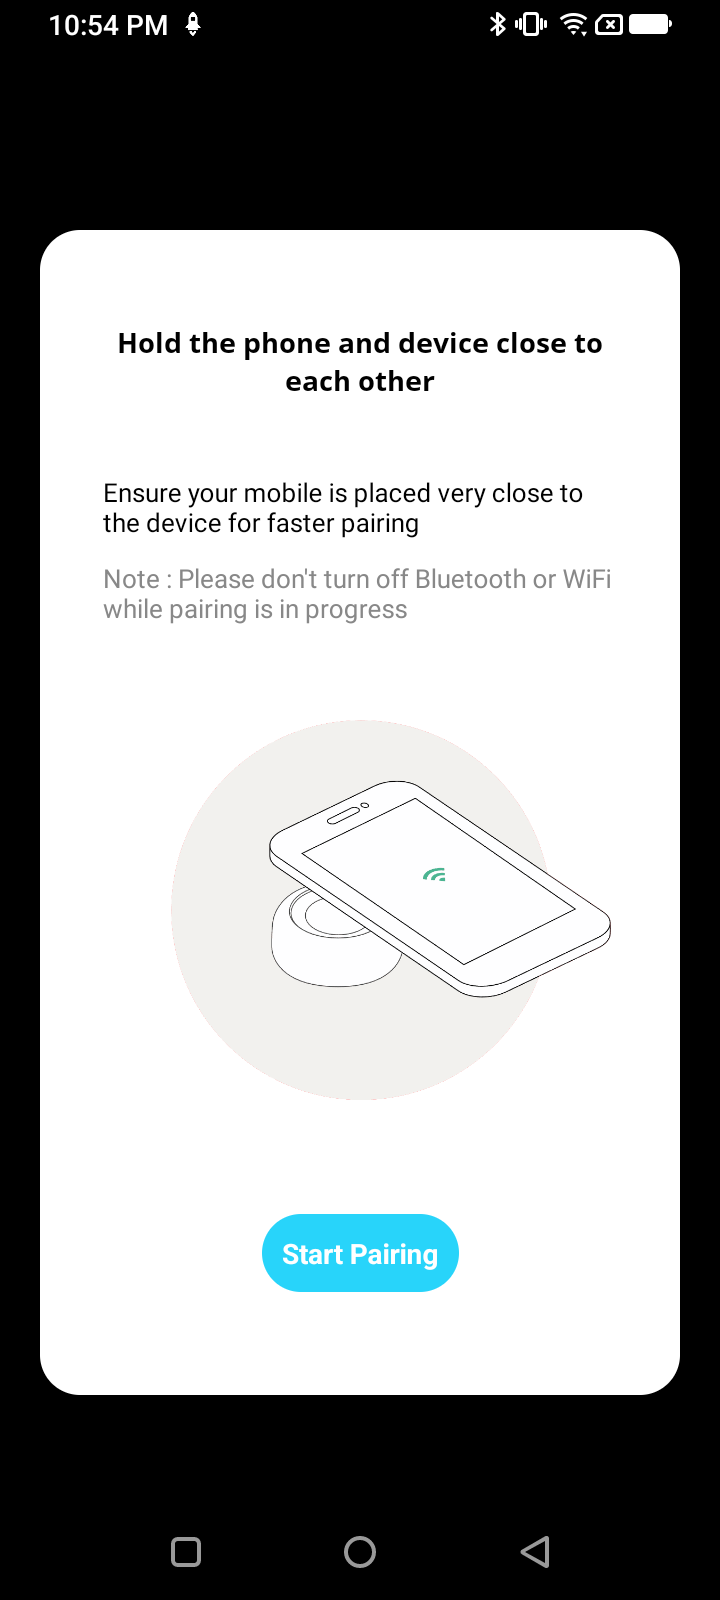 10:54 PM
Hold the phone and device close to
each other
Ensure your mobile is placed very close to
the device for faster pairing
Note : Please don't turn off Bluetooth or WiFi
while pairing is in progress
Start Pairing